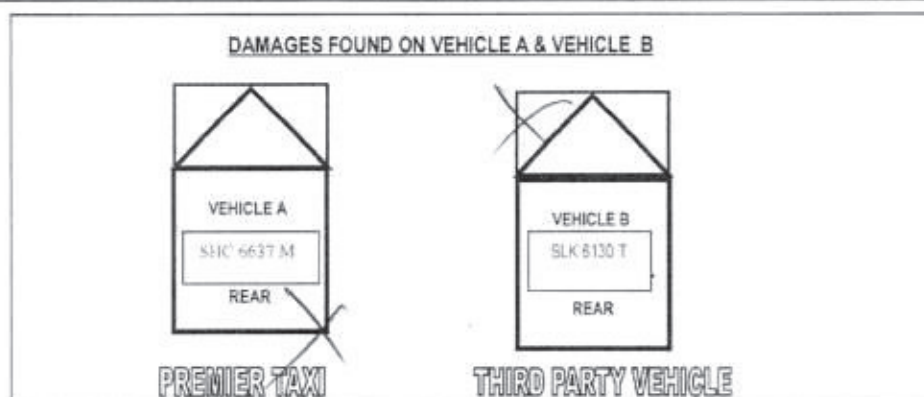 DAMAGES FOUND ON VEHICLE A & VEHICLE B
VEHICLE A
SHC 6637 M
REAR
PREMIER TAXI
VEHICLE B
SLK 6130 T
REAR
THIRD PARTY VEHICLE